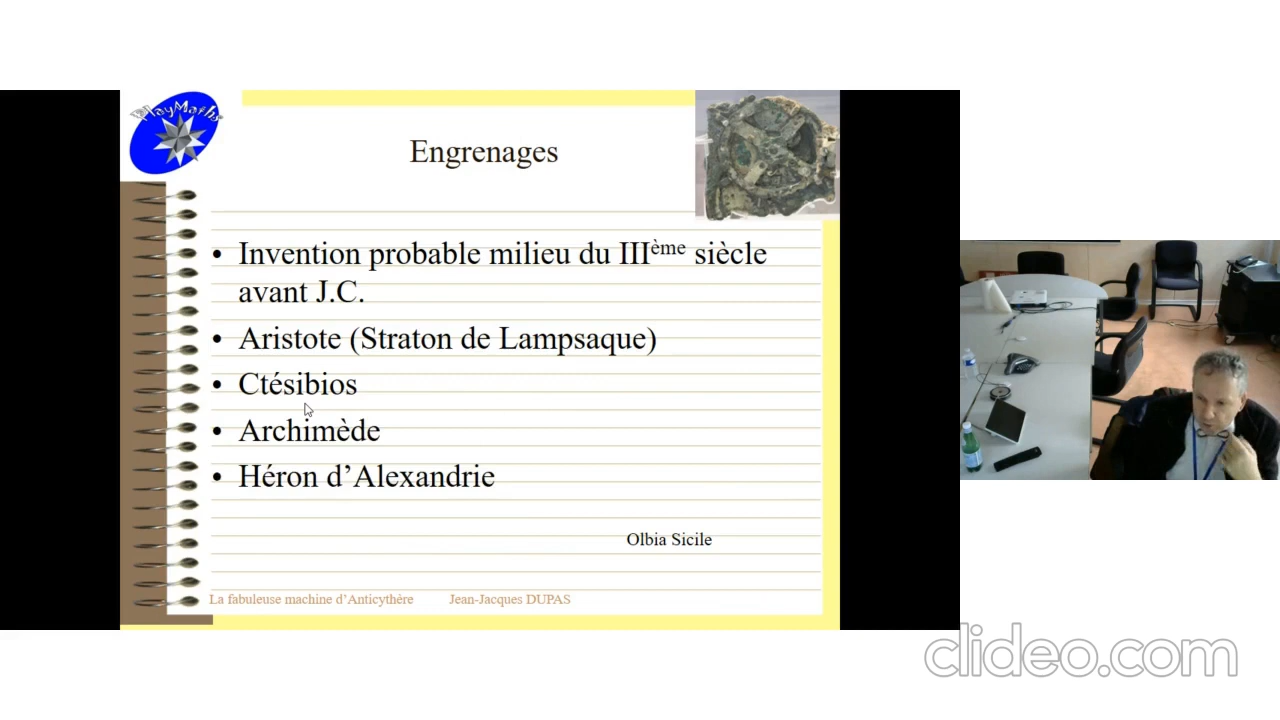 PlayMaths
Engrenages
• Invention probable milieu du IIIème siècle
avant J.C.
• Aristote (Straton de Lampsaque)
• Ctésibios
• Archimède
• Héron d’Alexandrie
Olbia Sicile
La fabuleuse machine d’Anticythère Jean-Jacques DUPAS
clideo.com